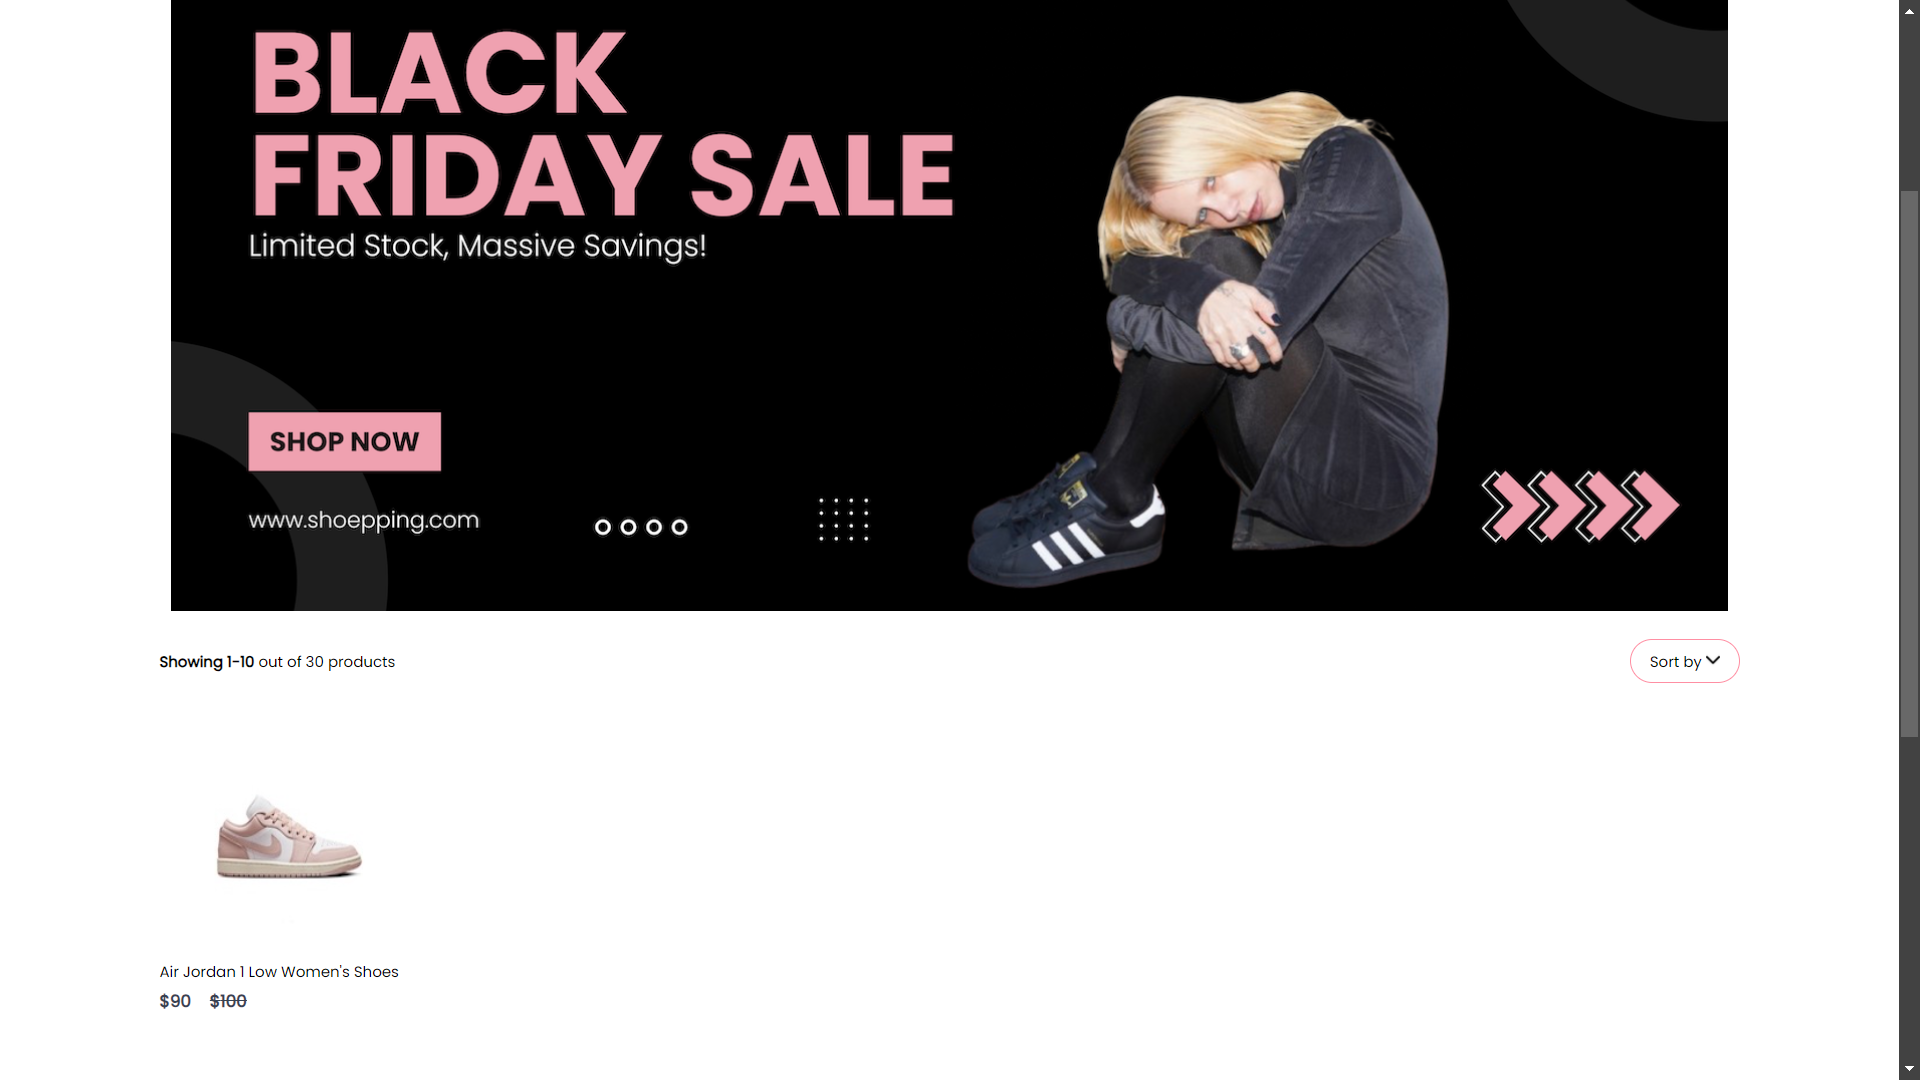 BLACK
FRIDAY SALE
Limited Stock, Massive Savings!
SHOP NOW
www.shoepping.com
Showing 1-10 out of 30 products
Sort by
Air Jordan 1 Low Women's Shoes
$90 $100